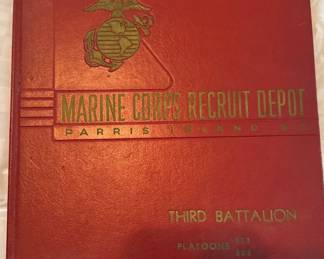 MARINE CORPS RECRUIT DEPOT
PARRIS ISLAND
THIRD BATTALION
PLATOONS